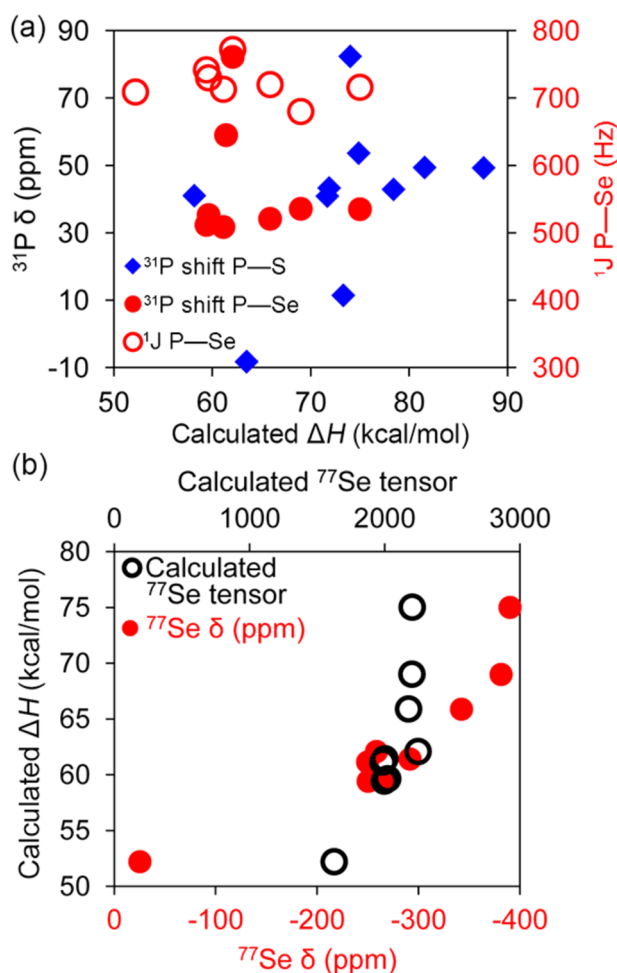 (a)
90
70
50
30
10
-10
³¹P δ (ppm)
800
700
600
500
400
300
¹J P—Se (Hz)
³¹P shift P—S
³¹P shift P—Se
¹J P—Se
50
60
70
80
90
Calculated ΔH (kcal/mol)
(b)
Calculated ⁷⁷Se tensor
0
1000
2000
3000
80
75
70
65
60
55
50
Calculated ΔH (kcal/mol)
Calculated
⁷⁷Se tensor
⁷⁷Se δ (ppm)
0
-100
-200
-300
-400
⁷⁷Se δ (ppm)